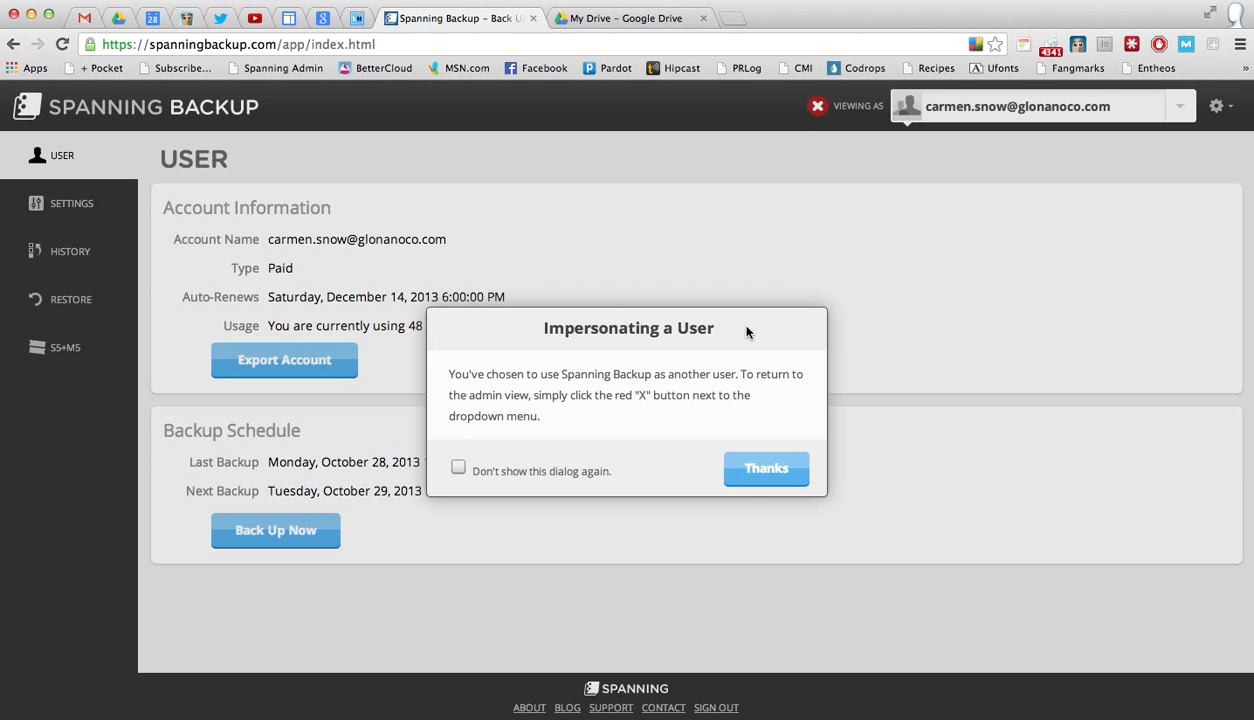 Spanning Backup – Back U
My Drive – Google Drive
https://spanningbackup.com/app/index.html
4341
Apps + Pocket Subscribe... Spanning Admin BetterCloud MSN.com Facebook Pardot Hipcast PRLog CMI Codrops Recipes Ufonts Fangmarks Entheos »
SPANNING BACKUP
VIEWING AS carmen.snow@glonanoco.com
USER
SETTINGS
HISTORY
RESTORE
S5+M5
USER
Account Information
Account Name carmen.snow@glonanoco.com
Type Paid
Auto-Renews Saturday, December 14, 2013 6:00:00 PM
Usage You are currently using 48
Export Account
Backup Schedule
Last Backup Monday, October 28, 2013
Next Backup Tuesday, October 29, 2013
Back Up Now
Impersonating a User
You've chosen to use Spanning Backup as another user. To return to
the admin view, simply click the red "X" button next to the
dropdown menu.
Don't show this dialog again.
Thanks
SPANNING
ABOUT BLOG SUPPORT CONTACT SIGN OUT